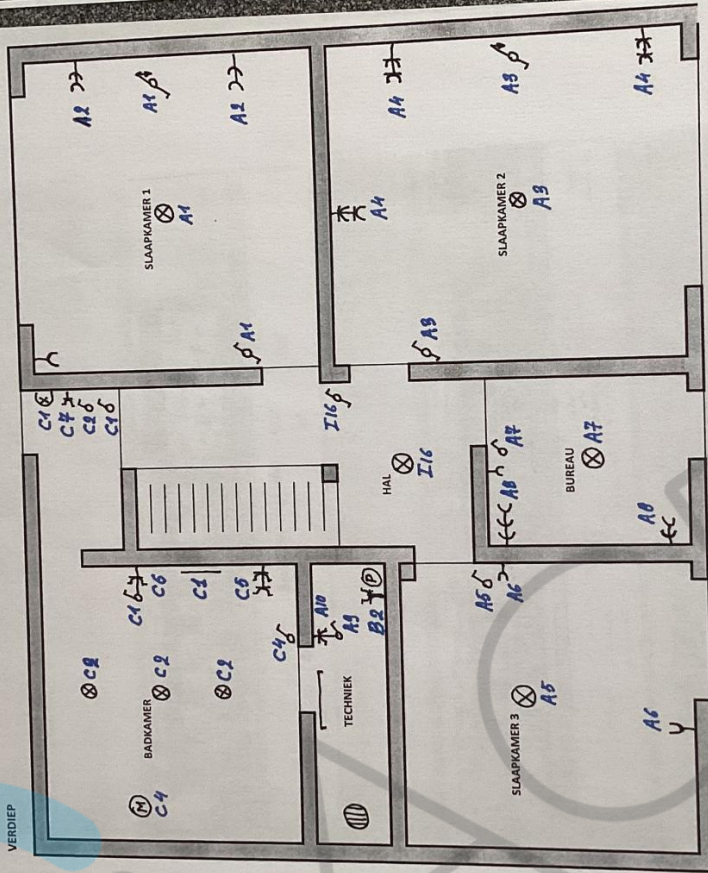 VERDIEP
A2
A1
A2
SLAAPKAMER 1
A1
A1
A4
A3
A4
A4
SLAAPKAMER 2
A3
A3
C1
C7
C2
C1
I16
HAL
I16
A7
A8
BUREAU
A7
A8
C1
C6
C1
C5
C2
C2
C2
BADKAMER
M
C4
C4
A10
A9
B2
P
TECHNIEK
A5
A6
SLAAPKAMER 3
A5
A6